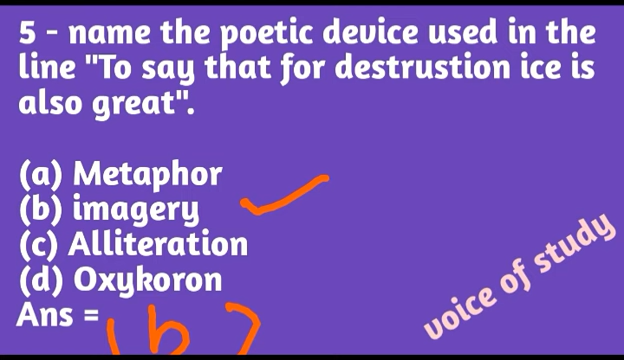 5 - name the poetic device used in the
line "To say that for destrustion ice is
also great".
(a) Metaphor
(b) imagery
(c) Alliteration
(d) Oxykoron
Ans = (b)
voice of study